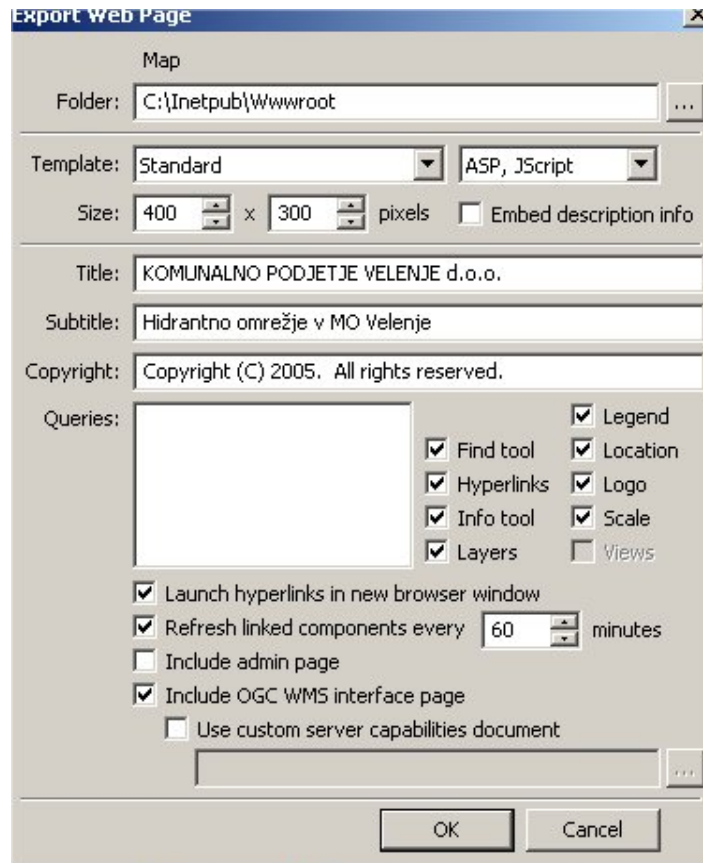 Export Web Page
Map
Folder: C:\Inetpub\Wwwroot ...
Template: Standard ASP, JScript
Size: 400 x 300 pixels Embed description info
Title: KOMUNALNO PODJETJE VELENJE d.o.o.
Subtitle: Hidrantno omrežje v MO Velenje
Copyright: Copyright (C) 2005. All rights reserved.
Queries: Legend
Find tool Location
Hyperlinks Logo
Info tool Scale
Layers Views
Launch hyperlinks in new browser window
Refresh linked components every 60 minutes
Include admin page
Include OGC WMS interface page
Use custom server capabilities document
...
OK Cancel